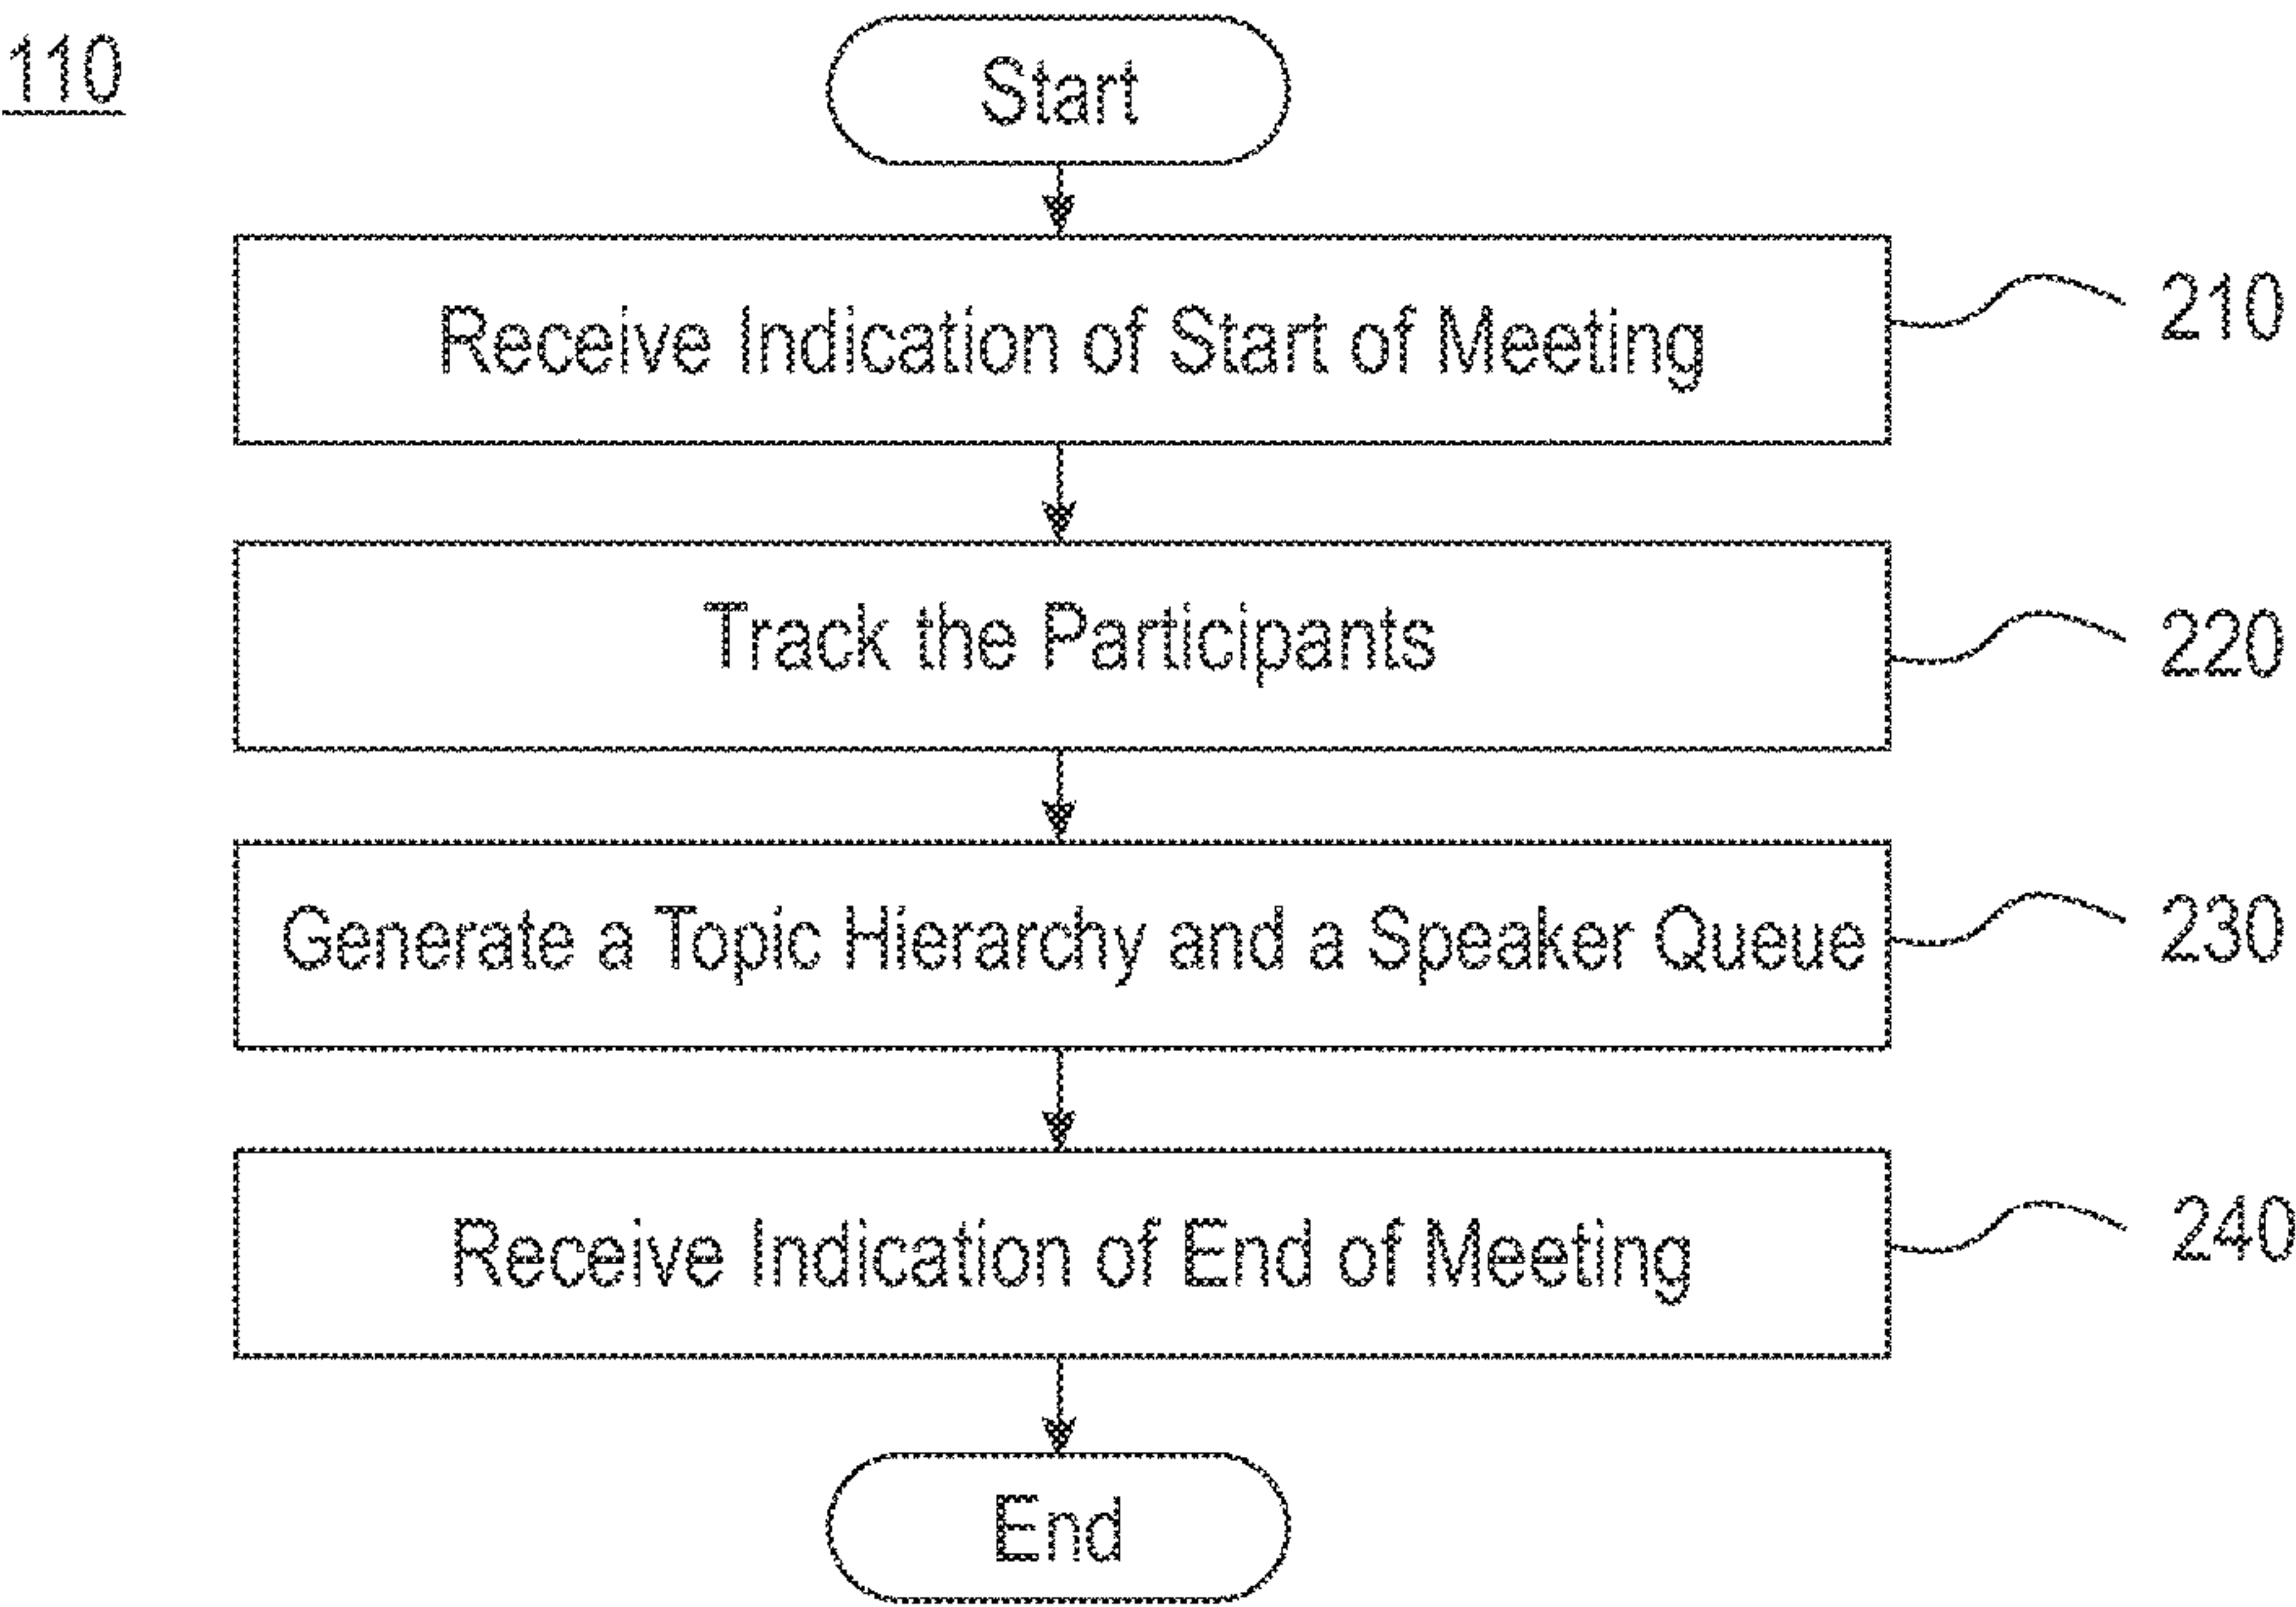 110
Start
Receive Indication of Start of Meeting
210
Track the Participants
220
Generate a Topic Hierarchy and a Speaker Queue
230
Receive Indication of End of Meeting
240
End